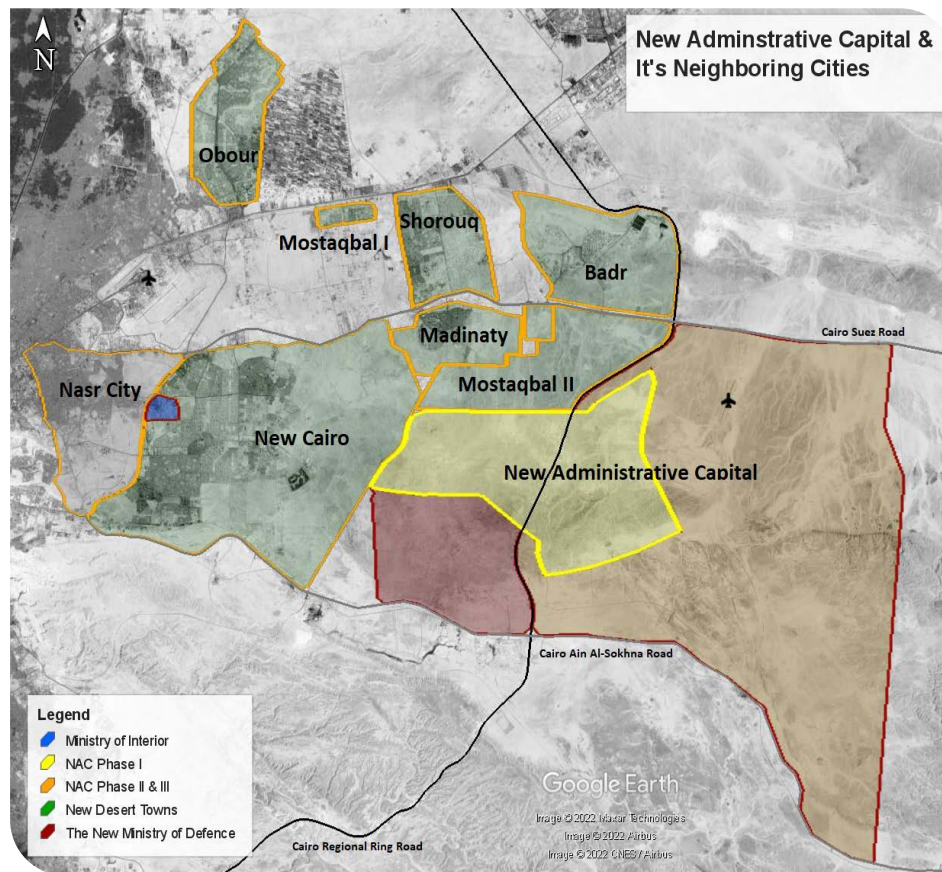 New Adminstrative Capital &
It's Neighboring Cities
N
Obour
Mostaqbal I
Shorouq
Badr
Madinaty
Cairo Suez Road
Nasr City
Mostaqbal II
New Cairo
New Administrative Capital
Cairo Ain Al-Sokhna Road
Legend
Ministry of Interior
NAC Phase I
NAC Phase II & III
New Desert Towns
The New Ministry of Defence
Cairo Regional Ring Road
Google Earth
Image © 2022 Maxar Technologies
Image © 2022 Airbus
Image © 2022 CNES / Airbus